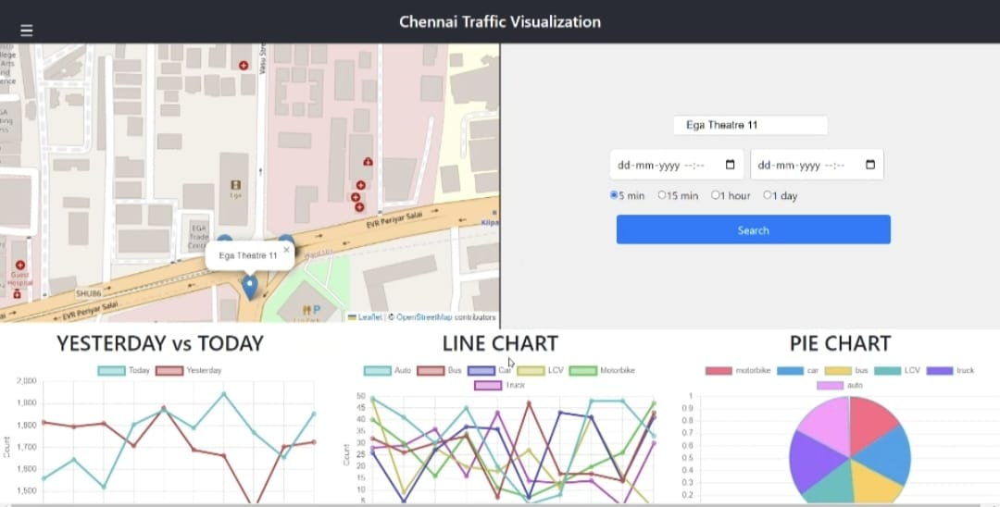 Chennai Traffic Visualization
Vasu Stre
Ega
EGA
Trade
Centr
EVR Periyar Salai
Kilpa
Guest
Hospital
SHU86
EVR Periyar Salai
Ega Theatre 11 ×
P
Leaflet | © OpenStreetMap contributors
Ega Theatre 11
dd-mm-yyyy --:-- dd-mm-yyyy --:--
5 min 15 min 1 hour 1 day
Search
YESTERDAY vs TODAY
Today Yesterday
2,000
1,900
1,800
1,700
1,600
1,500
Count
LINE CHART
Auto Bus Car LCV Motorbike
Truck
50
45
40
35
30
25
20
15
10
5
Count
PIE CHART
motorbike car bus LCV truck
auto
1
0.9
0.8
0.7
0.6
0.5
0.4
0.3
0.2